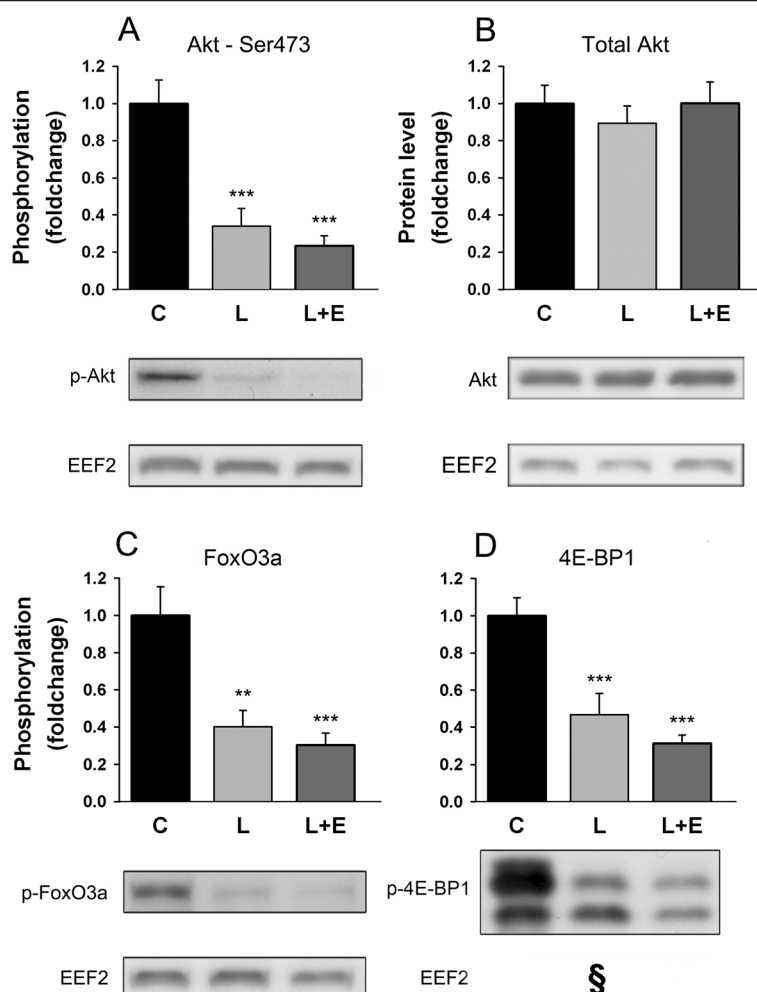 A
Akt - Ser473
Phosphorylation
(foldchange)
1.2
1.0
0.8
0.6
0.4
0.2
0.0
***
***
C L L+E
p-Akt
EEF2
B
Total Akt
Protein level
(foldchange)
1.2
1.0
0.8
0.6
0.4
0.2
0.0
C L L+E
Akt
EEF2
C
FoxO3a
Phosphorylation
(foldchange)
1.2
1.0
0.8
0.6
0.4
0.2
0.0
**
***
C L L+E
p-FoxO3a
EEF2
D
4E-BP1
1.2
1.0
0.8
0.6
0.4
0.2
0.0
***
***
C L L+E
p-4E-BP1
EEF2 §